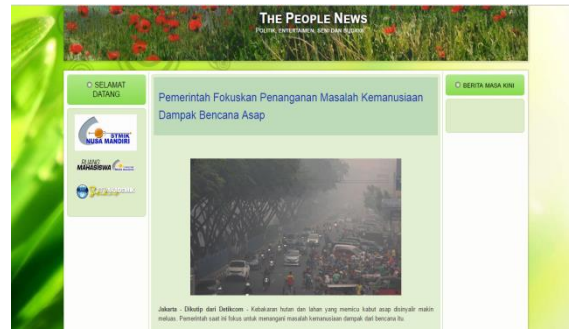 THE PEOPLE NEWS
POLITIK, ENTERTAIMEN, SENI DAN BUDAYA
SELAMAT
DATANG.
STMIK
NUSA MANDIRI
RUANG
MAHASISWA
Pemerintah Fokuskan Penanganan Masalah Kemanusiaan
Dampak Bencana Asap
Jakarta - Dikutip dari Detikcom - Kebakaran hutan dan lahan yang memicu kabut asap disinyalir makin
meluas. Pemerintah saat ini fokus untuk menangani masalah kemanusiaan dampak dari bencana itu.
BERITA MASA KINI